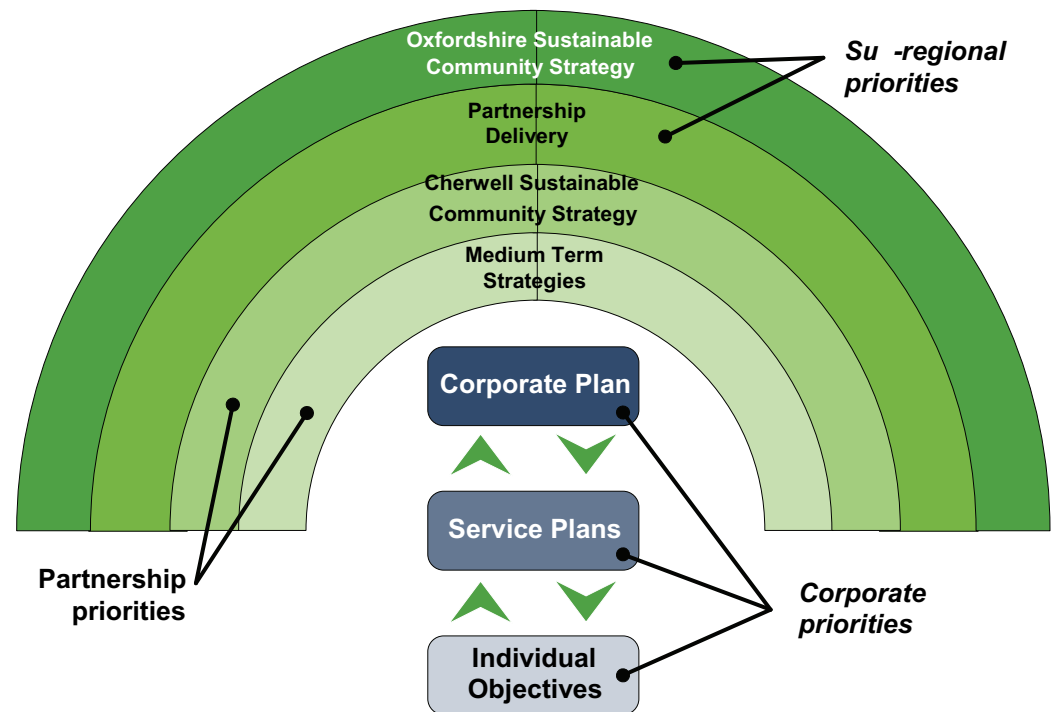 Oxfordshire Sustainable
Community Strategy
Su -regional
priorities
Partnership
Delivery
Cherwell Sustainable
Community Strategy
Medium Term
Strategies
Corporate Plan
Service Plans
Partnership
priorities
Corporate
priorities
Individual
Objectives